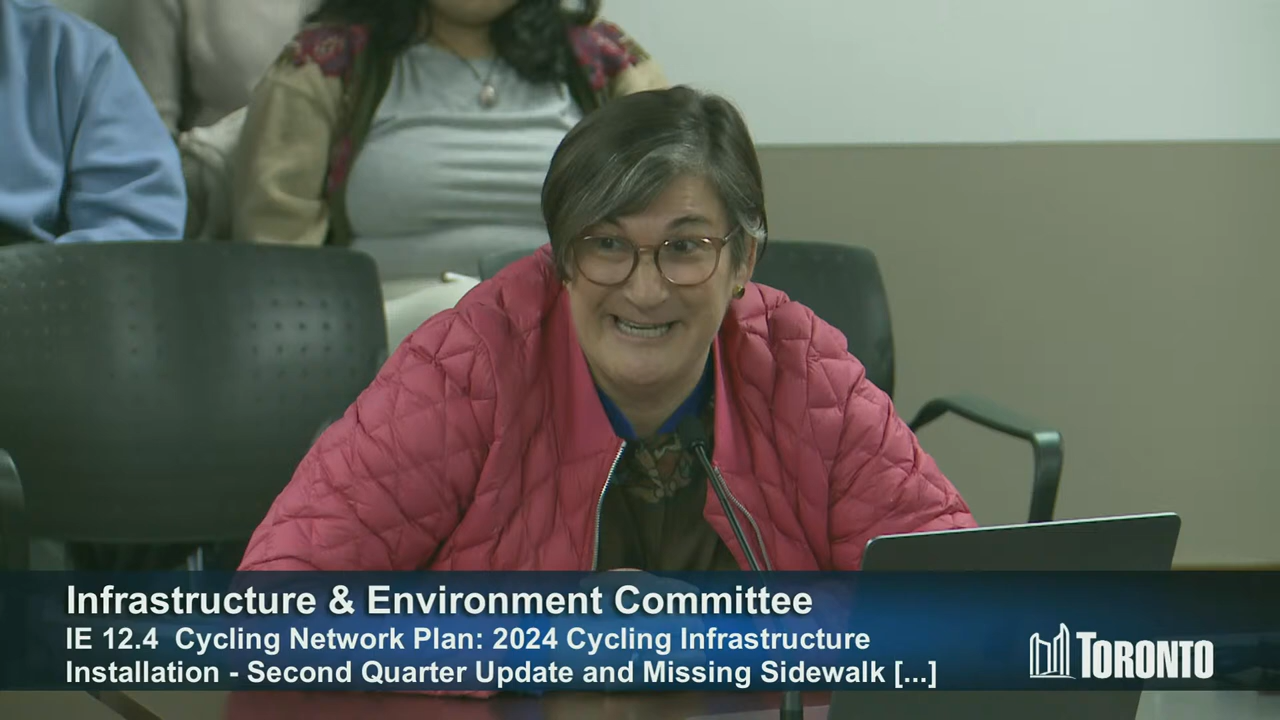 Infrastructure & Environment Committee
IE 12.4 Cycling Network Plan: 2024 Cycling Infrastructure
Installation - Second Quarter Update and Missing Sidewalk [...]
TORONTO